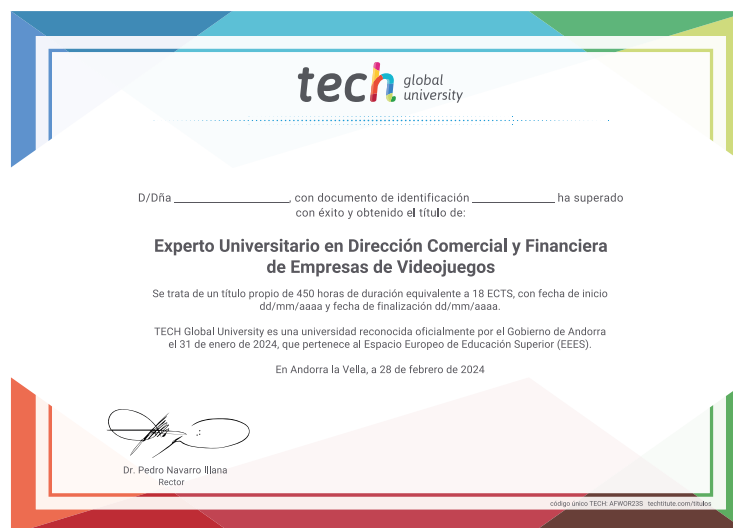 tech global university
D/Dña ____________________, con documento de identificación ______________ ha superado
con éxito y obtenido el título de:
Experto Universitario en Dirección Comercial y Financiera
de Empresas de Videojuegos
Se trata de un título propio de 450 horas de duración equivalente a 18 ECTS, con fecha de inicio
dd/mm/aaaa y fecha de finalización dd/mm/aaaa.
TECH Global University es una universidad reconocida oficialmente por el Gobierno de Andorra
el 31 de enero de 2024, que pertenece al Espacio Europeo de Educación Superior (EEES).
En Andorra la Vella, a 28 de febrero de 2024
Dr. Pedro Navarro Illana
Rector
código único TECH: AFWOR23S techtitute.com/titulos